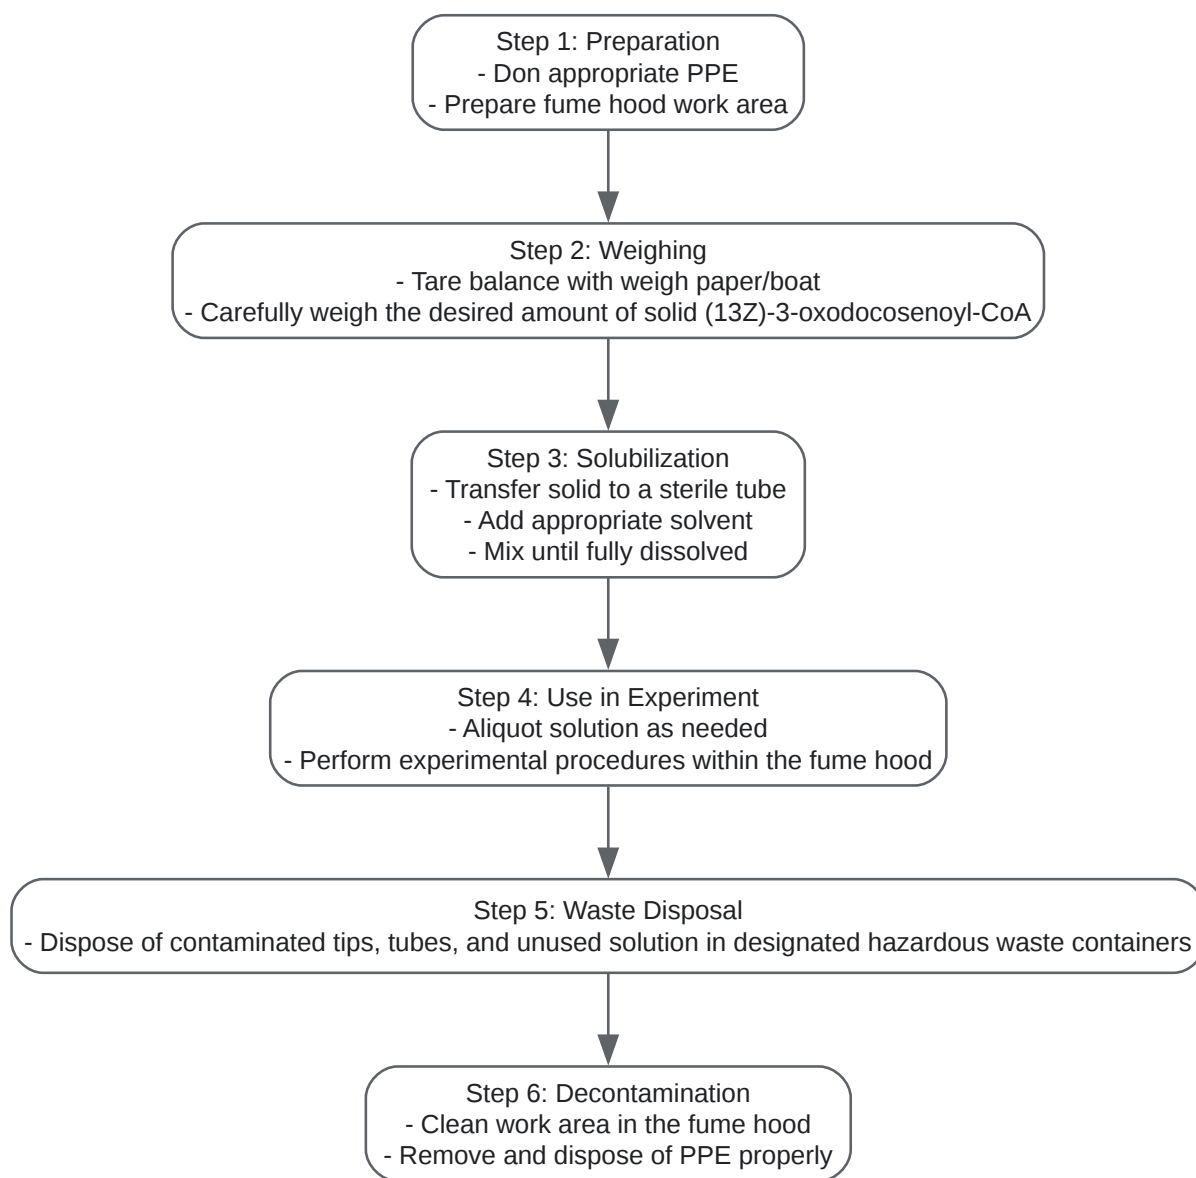 Step 1: Preparation
- Don appropriate PPE
- Prepare fume hood work area
Step 2: Weighing
- Tare balance with weigh paper/boat
- Carefully weigh the desired amount of solid (13Z)-3-oxodocosenoyl-CoA
Step 3: Solubilization
- Transfer solid to a sterile tube
- Add appropriate solvent
- Mix until fully dissolved
Step 4: Use in Experiment
- Aliquot solution as needed
- Perform experimental procedures within the fume hood
Step 5: Waste Disposal
- Dispose of contaminated tips, tubes, and unused solution in designated hazardous waste containers
Step 6: Decontamination
- Clean work area in the fume hood
- Remove and dispose of PPE properly